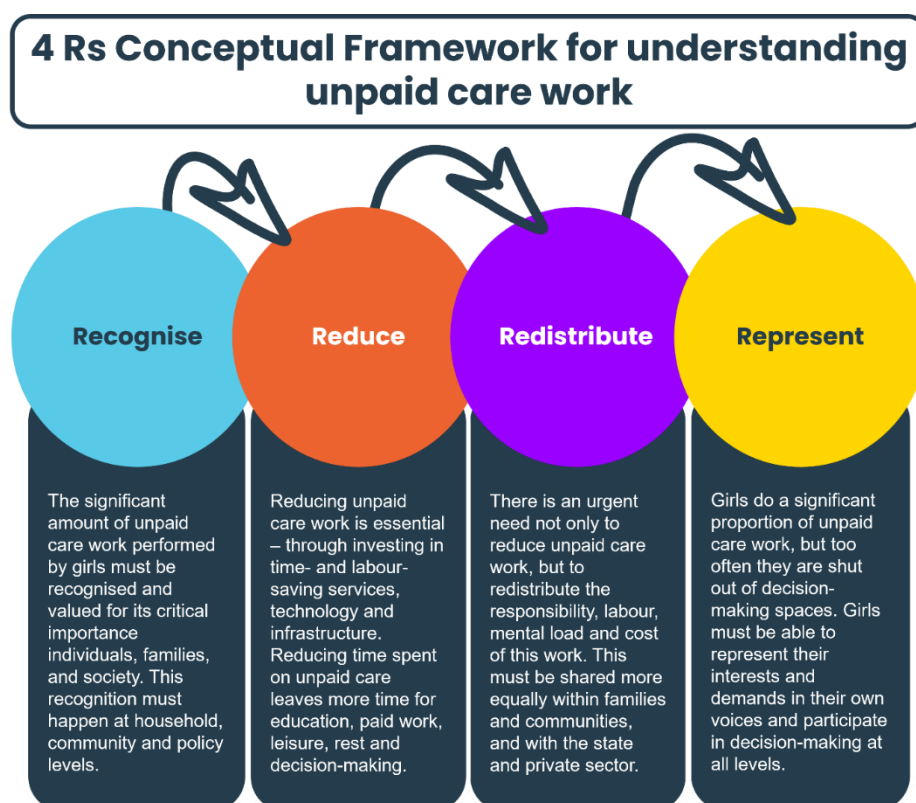 4 Rs Conceptual Framework for understanding
unpaid care work
Recognise
Reduce
Redistribute
Represent
The significant
amount of unpaid
care work performed
by girls must be
recognised and
valued for its critical
importance
individuals, families,
and society. This
recognition must
happen at household,
community and policy
levels.
Reducing unpaid
care work is essential
– through investing in
time- and labour-
saving services,
technology and
infrastructure.
Reducing time spent
on unpaid care
leaves more time for
education, paid work,
leisure, rest and
decision-making.
There is an urgent
need not only to
reduce unpaid care
work, but to
redistribute the
responsibility, labour,
mental load and cost
of this work. This
must be shared more
equally within families
and communities,
and with the state
and private sector.
Girls do a significant
proportion of unpaid
care work, but too
often they are shut
out of decision-
making spaces. Girls
must be able to
represent their
interests and
demands in their own
voices and participate
in decision-making at
all levels.